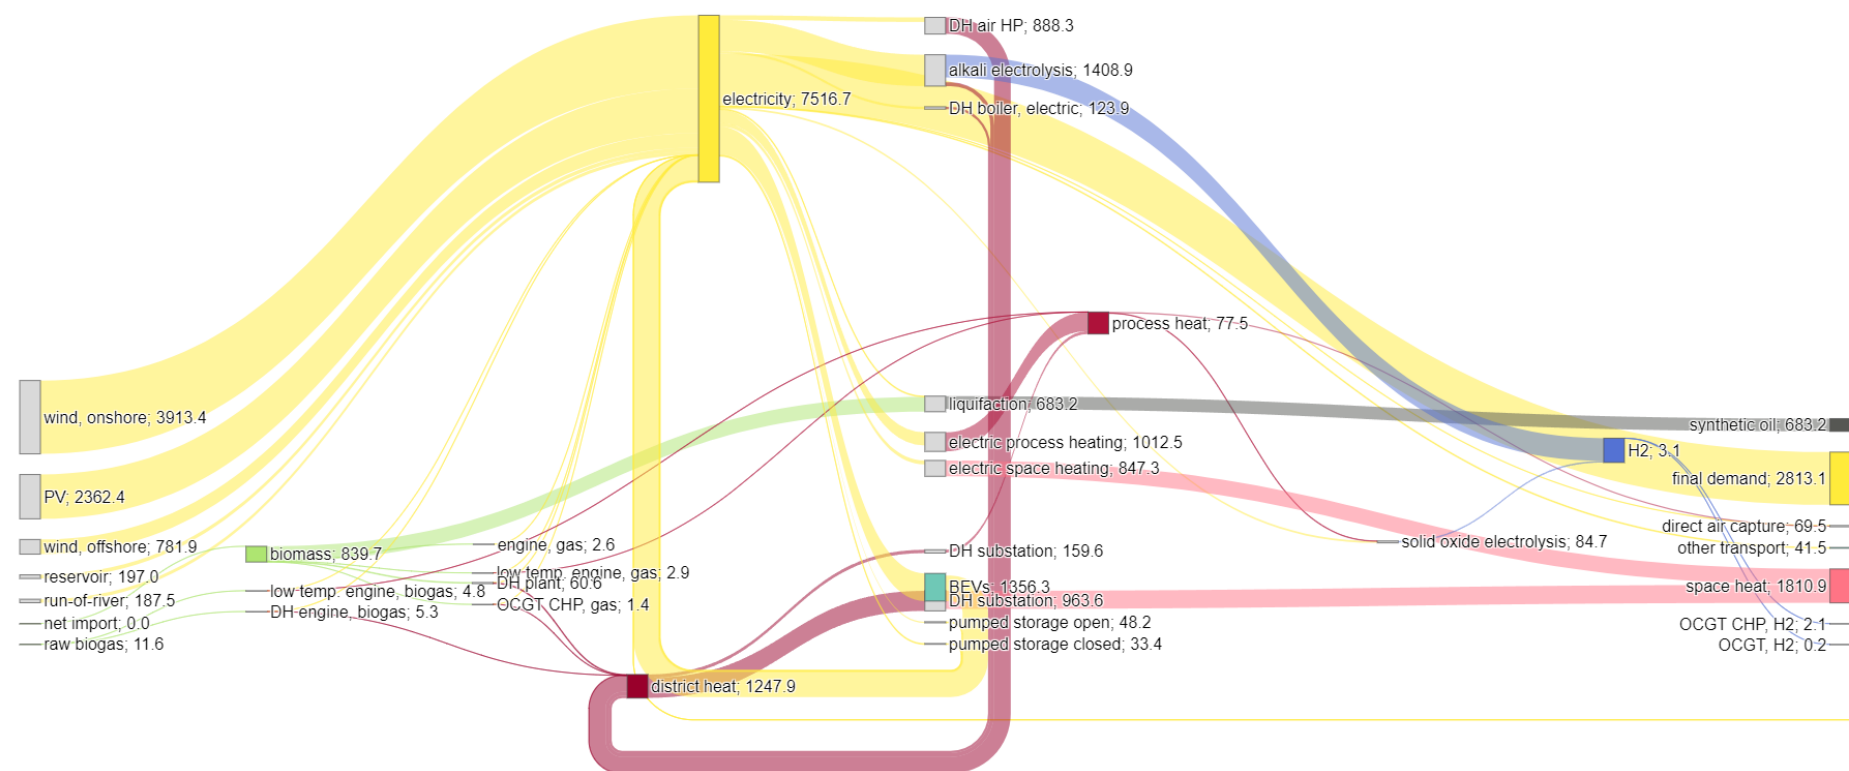 DH air HP; 888.3
alkali electrolysis; 1408.9
electricity; 7516.7
DH boiler, electric; 123.9
process heat; 77.5
liquifaction; 683.2
wind, onshore; 3913.4
synthetic oil; 683.2
electric process heating; 1012.5
H2; 3.1
electric space heating; 847.3
final demand; 2813.1
PV; 2362.4
direct air capture; 69.5
solid oxide electrolysis; 84.7
engine, gas; 2.6
wind, offshore; 781.9
biomass; 839.7
DH substation; 159.6
other transport; 41.5
low temp. engine, gas; 2.9
reservoir; 197.0
DH plant; 60.6
BEVs; 1356.3
space heat; 1810.9
low temp. engine, biogas; 4.8
run-of-river; 187.5
DH substation; 963.6
OCGT CHP, gas; 1.4
DH engine, biogas; 5.3
net import; 0.0
pumped storage open; 48.2
OCGT CHP, H2; 2.1
raw biogas; 11.6
pumped storage closed; 33.4
OCGT, H2; 0.2
district heat; 1247.9